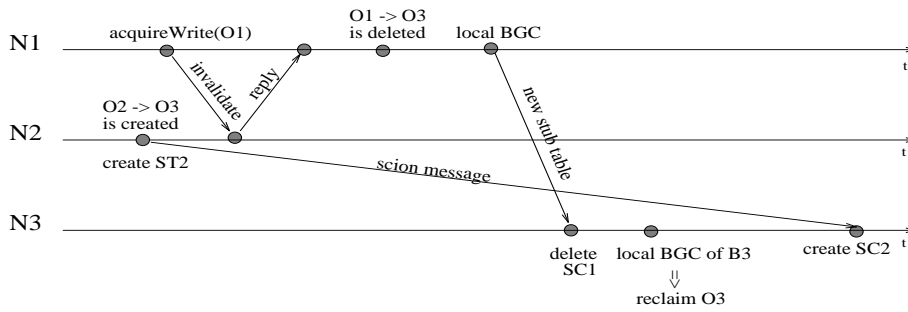 O1 -> O3
is deleted
acquireWrite(O1)
local BGC
N1
t
invalidate
reply
O2 -> O3
is created
new stub table
N2
t
create ST2
scion message
N3
t
delete
SC1
local BGC of B3
create SC2
reclaim O3